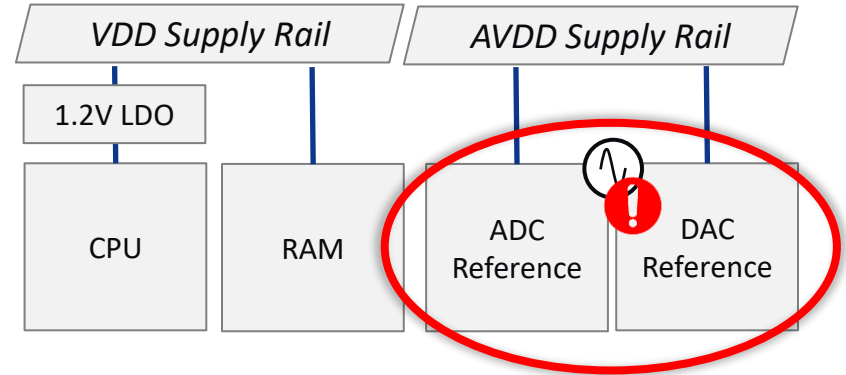 VDD Supply Rail
AVDD Supply Rail
1.2V LDO
CPU
RAM
ADC
Reference
DAC
Reference